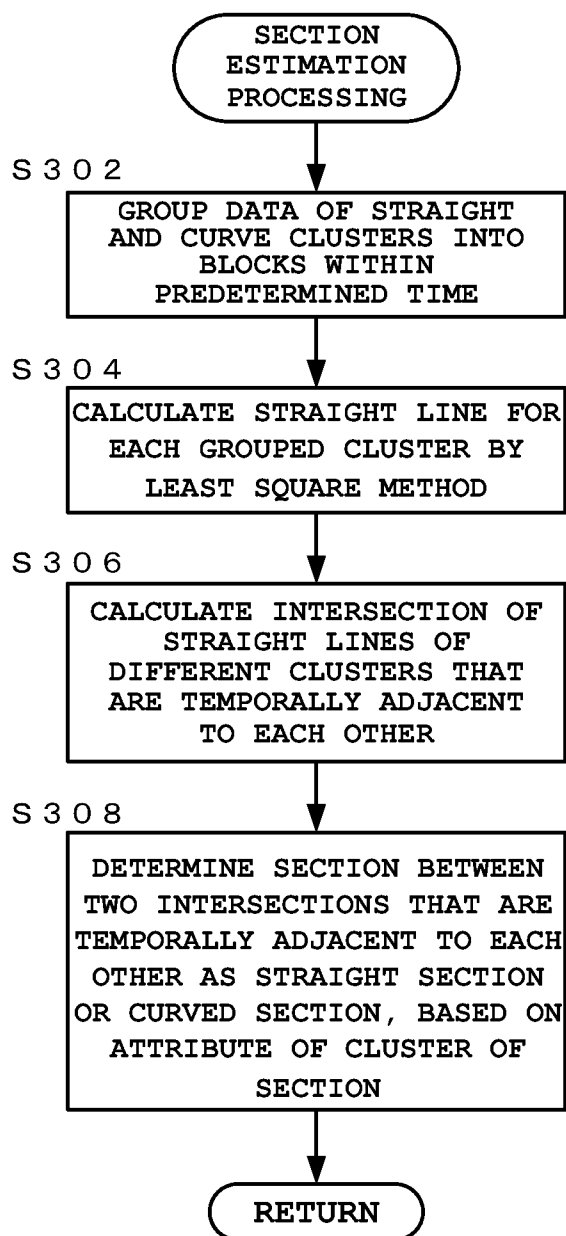 SECTION
ESTIMATION
PROCESSING
S302
GROUP DATA OF STRAIGHT
AND CURVE CLUSTERS INTO
BLOCKS WITHIN
PREDETERMINED TIME
S304
CALCULATE STRAIGHT LINE FOR
EACH GROUPED CLUSTER BY
LEAST SQUARE METHOD
S306
CALCULATE INTERSECTION OF
STRAIGHT LINES OF
DIFFERENT CLUSTERS THAT
ARE TEMPORALLY ADJACENT
TO EACH OTHER
S308
DETERMINE SECTION BETWEEN
TWO INTERSECTIONS THAT ARE
TEMPORALLY ADJACENT TO EACH
OTHER AS STRAIGHT SECTION
OR CURVED SECTION, BASED ON
ATTRIBUTE OF CLUSTER OF
SECTION
RETURN